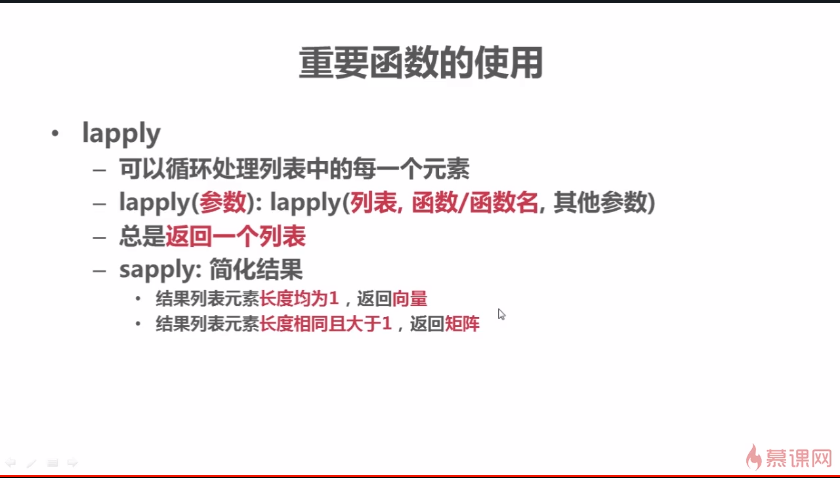 重要函数的使用
• lapply
– 可以循环处理列表中的每一个元素
– lapply(参数): lapply(列表, 函数/函数名, 其他参数)
– 总是返回一个列表
– sapply: 简化结果
• 结果列表元素长度均为1，返回向量
• 结果列表元素长度相同且大于1，返回矩阵
慕课网